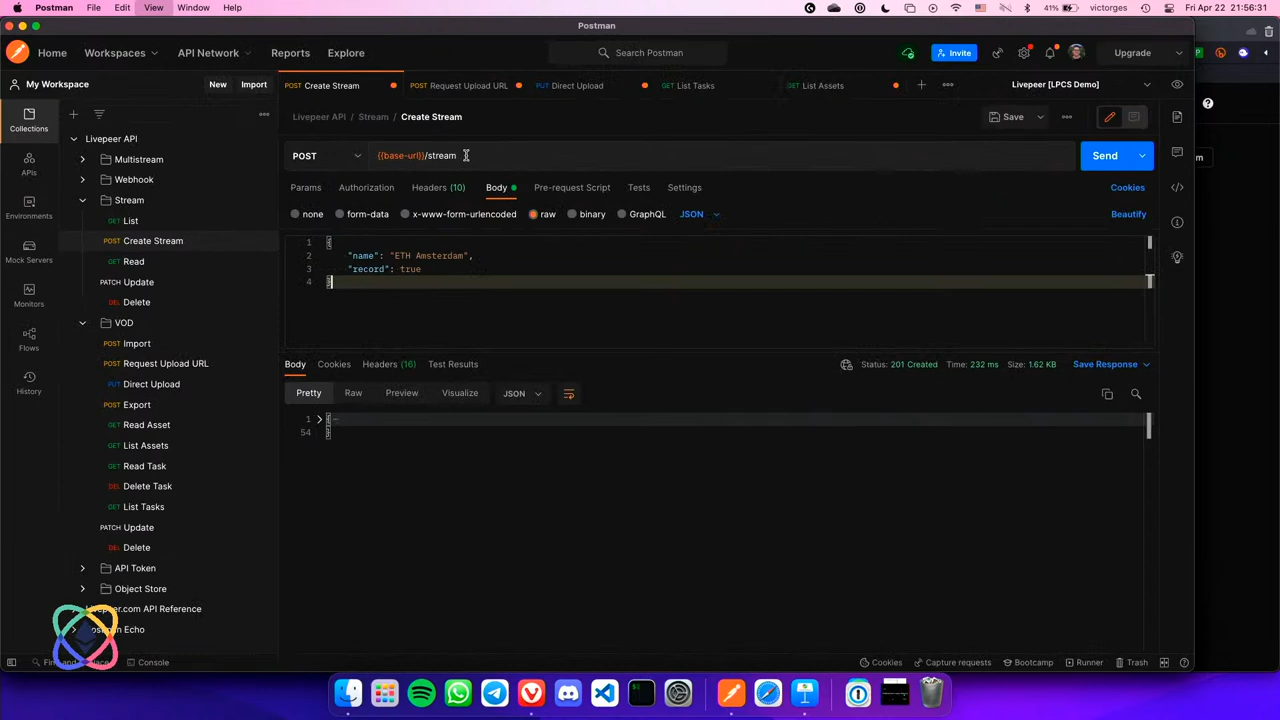 Postman File Edit View Window Help
41% victorges Fri Apr 22 21:56:31
Postman
Home Workspaces API Network Reports Explore
Search Postman
Invite
Upgrade
My Workspace New Import
POST Create Stream POST Request Upload URL PUT Direct Upload GET List Tasks GET List Assets
Livepeer [LPCS Demo]
Livepeer API / Stream / Create Stream
Save
POST {{base-url}}/stream
Send
Params Authorization Headers (10) Body Pre-request Script Tests Settings
Cookies
none form-data x-www-form-urlencoded raw binary GraphQL JSON
Beautify
1 {
2 "name": "ETH Amsterdam",
3 "record": true
4 }
Body Cookies Headers (16) Test Results
Status: 201 Created Time: 232 ms Size: 1.62 KB Save Response
Pretty Raw Preview Visualize JSON
1 {
54 }
Collections
APIs
Environments
Mock Servers
Monitors
Flows
History
Livepeer API
Multistream
Webhook
Stream
GET List
POST Create Stream
GET Read
PATCH Update
DEL Delete
VOD
POST Import
POST Request Upload URL
PUT Direct Upload
POST Export
GET Read Asset
GET List Assets
GET Read Task
DEL Delete Task
GET List Tasks
PATCH Update
DEL Delete
API Token
Object Store
Livepeer.com API Reference
Echo
Console
Cookies Capture requests Bootcamp Runner Trash